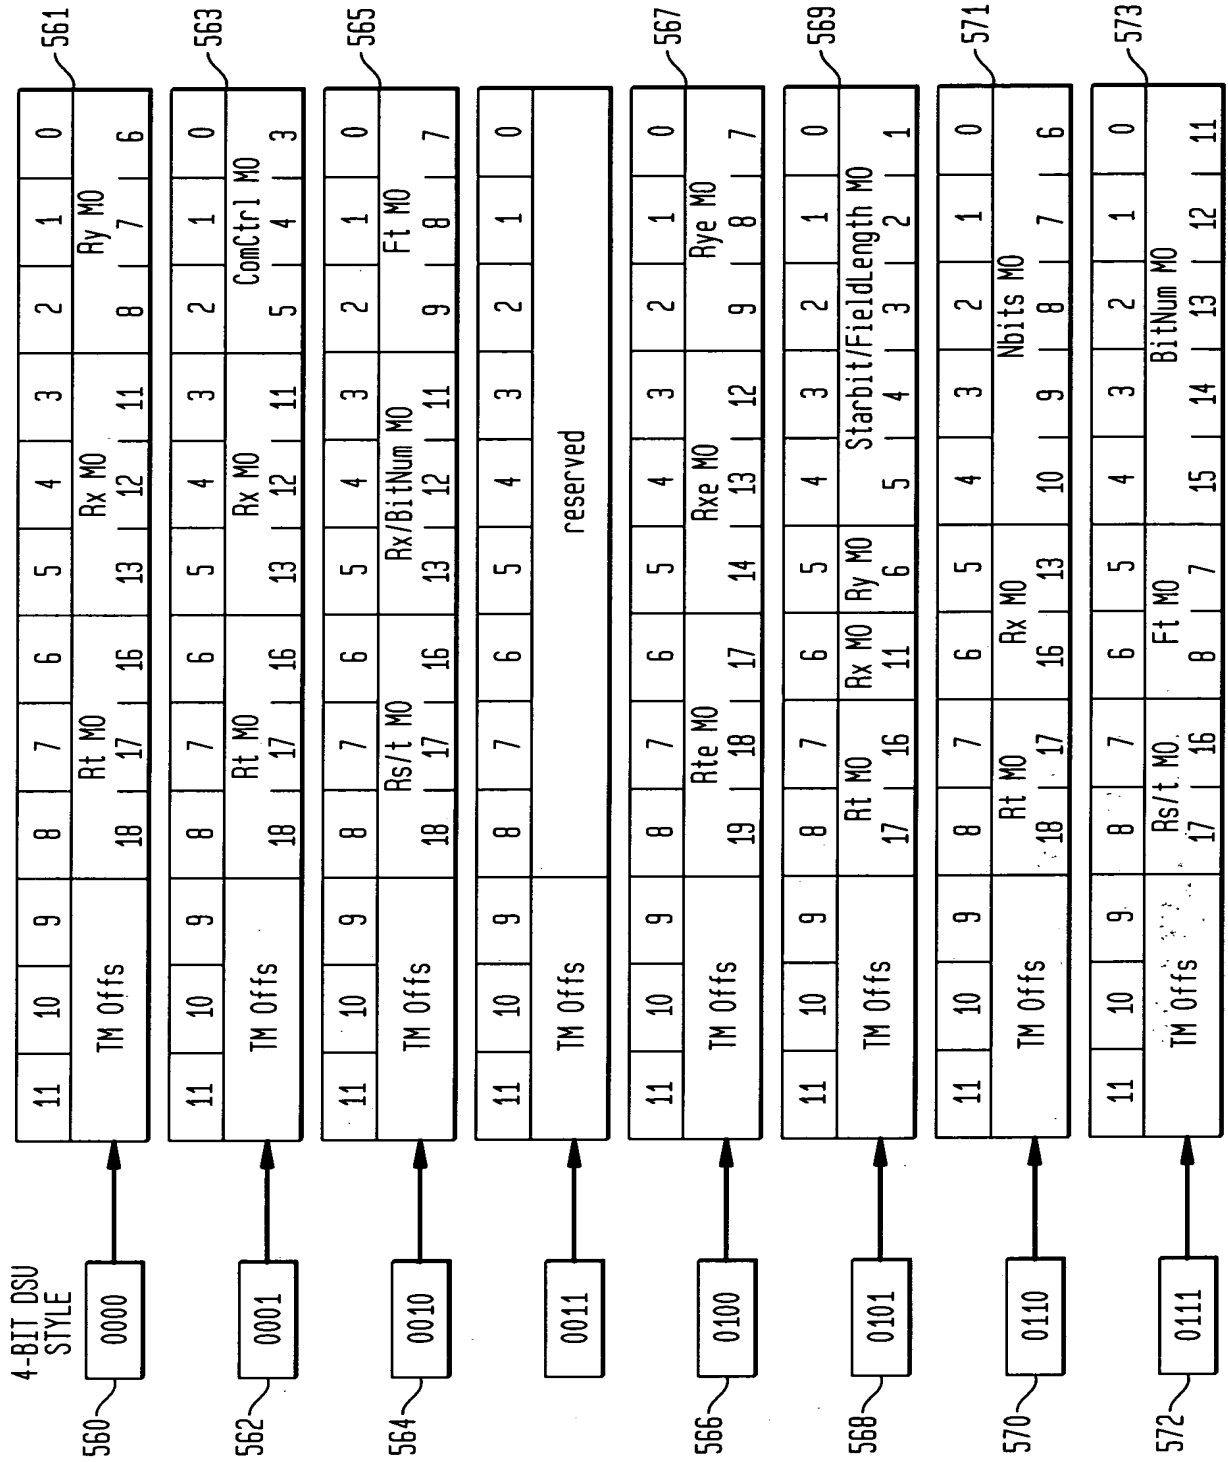 4-BIT DSU
STYLE
560 0000
11 10 9 8 7 6 5 4 3 2 1 0 561
TM Offs Rt MO Rx MO Ry MO
18 17 16 13 12 11 8 7 6
562 0001
11 10 9 8 7 6 5 4 3 2 1 0 563
TM Offs Rt MO Rx MO ComCtrl MO
18 17 16 13 12 11 5 4 3
564 0010
11 10 9 8 7 6 5 4 3 2 1 0 565
TM Offs Rs/t MO Rx/BitNum MO Ft MO
18 17 16 13 12 11 9 8 7
0011
11 10 9 8 7 6 5 4 3 2 1 0
TM Offs reserved
566 0100
11 10 9 8 7 6 5 4 3 2 1 0 567
TM Offs Rte MO Rxe MO Rye MO
19 18 17 14 13 12 9 8 7
568 0101
11 10 9 8 7 6 5 4 3 2 1 0 569
TM Offs Rt MO Rx MO Ry MO Starbit/FieldLength MO
17 16 11 6 5 4 3 2 1
570 0110
11 10 9 8 7 6 5 4 3 2 1 0 571
TM Offs Rt MO Rx MO Nbits MO
18 17 16 13 10 9 8 7 6
572 0111
11 10 9 8 7 6 5 4 3 2 1 0 573
TM Offs Rs/t MO Ft MO BitNum MO
17 16 8 7 15 14 13 12 11